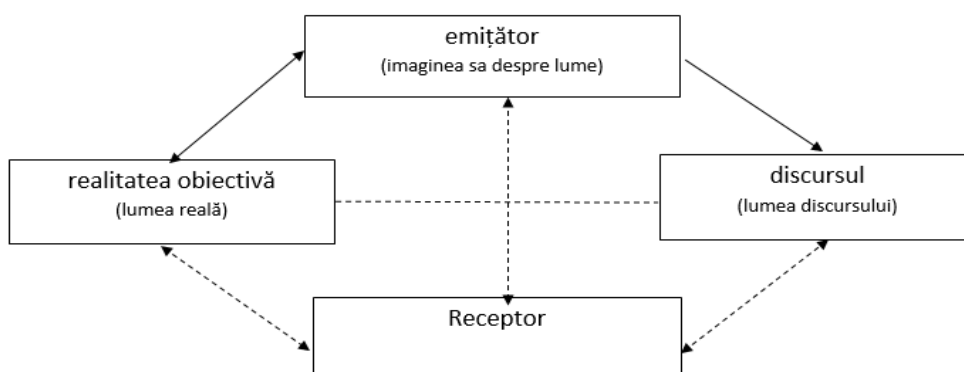 emițător
(imaginea sa despre lume)
realitatea obiectivă
(lumea reală)
discursul
(lumea discursului)
Receptor